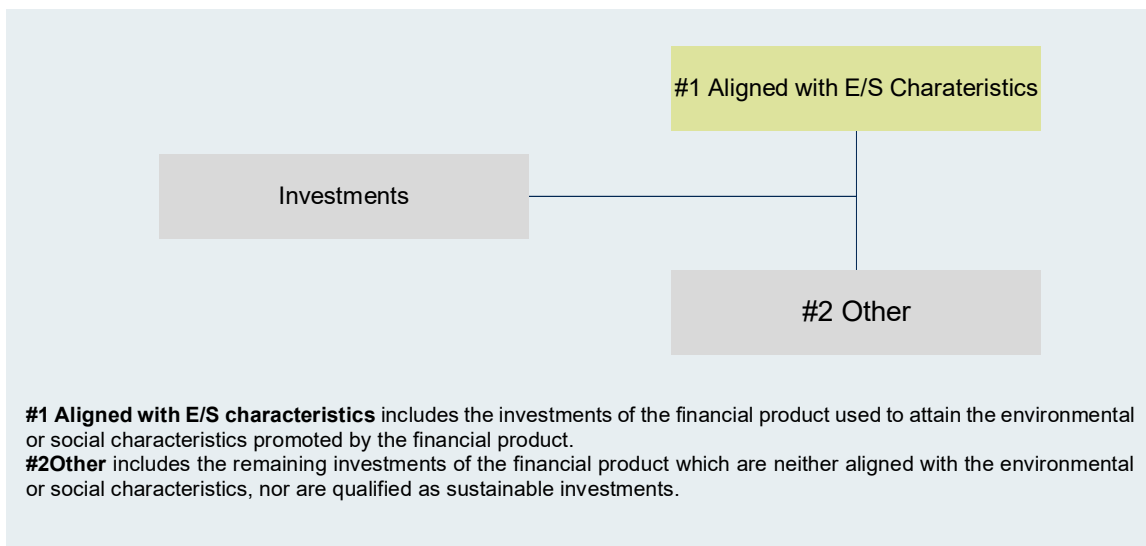 #1 Aligned with E/S Charateristics
Investments
#2 Other
#1 Aligned with E/S characteristics includes the investments of the financial product used to attain the environmental
or social characteristics promoted by the financial product.
#2Other includes the remaining investments of the financial product which are neither aligned with the environmental
or social characteristics, nor are qualified as sustainable investments.